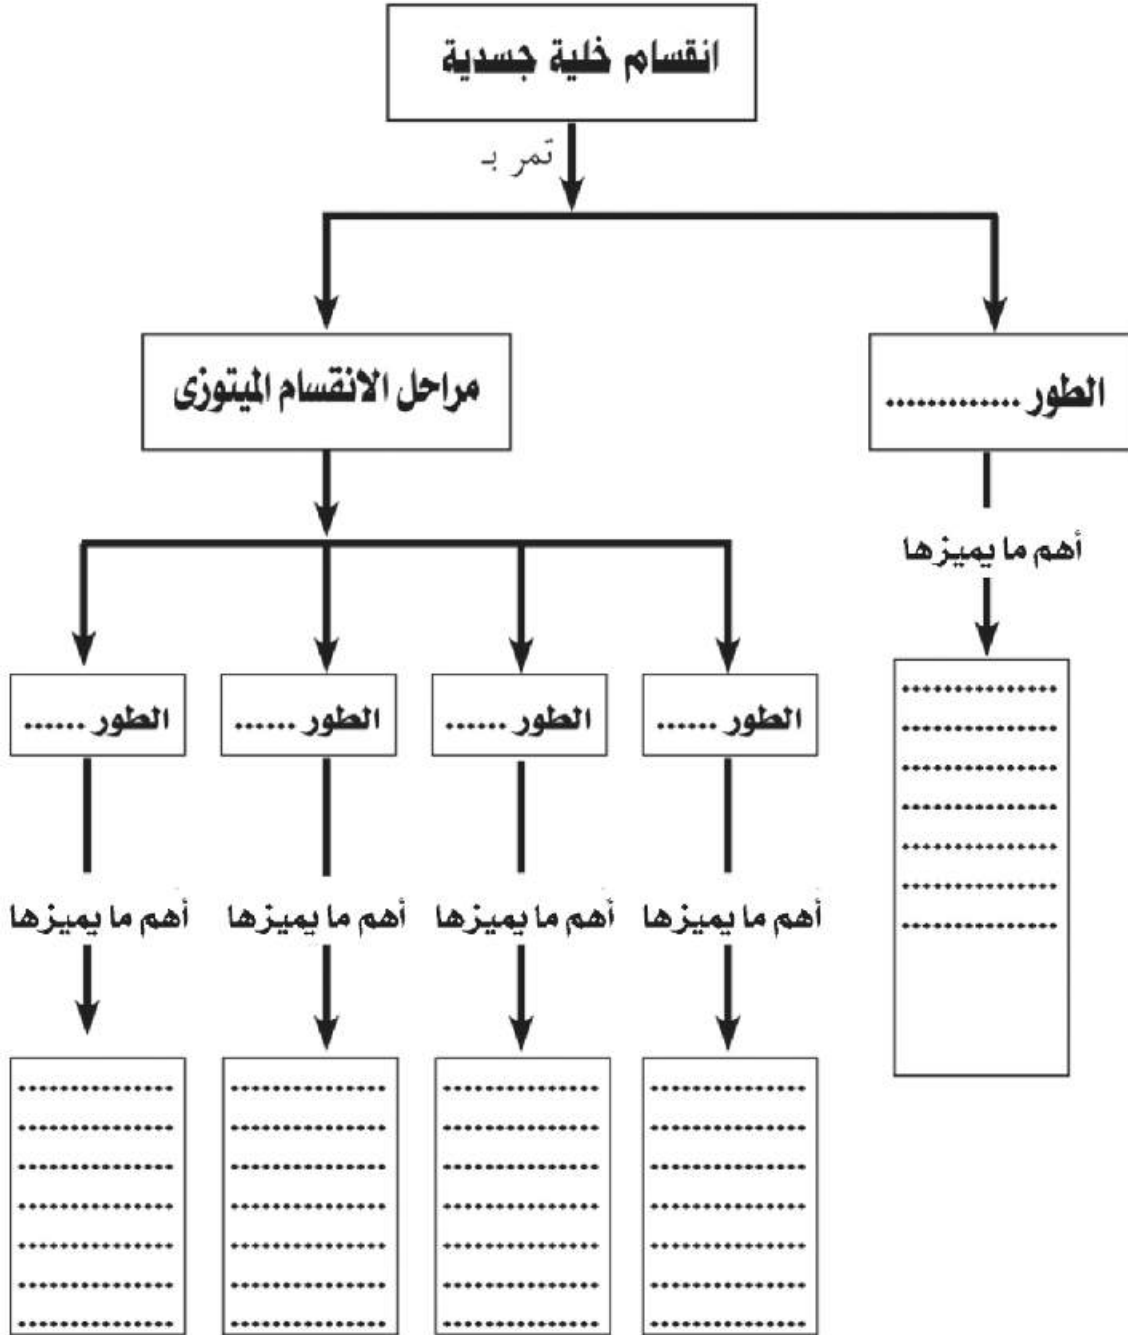 انقسام خلية جسدية
تمر بـ
الطور .............
مراحل الانقسام الميتوزى
أهم ما يميزها
الطور ......
الطور ......
الطور ......
الطور ......
أهم ما يميزها
أهم ما يميزها
أهم ما يميزها
أهم ما يميزها